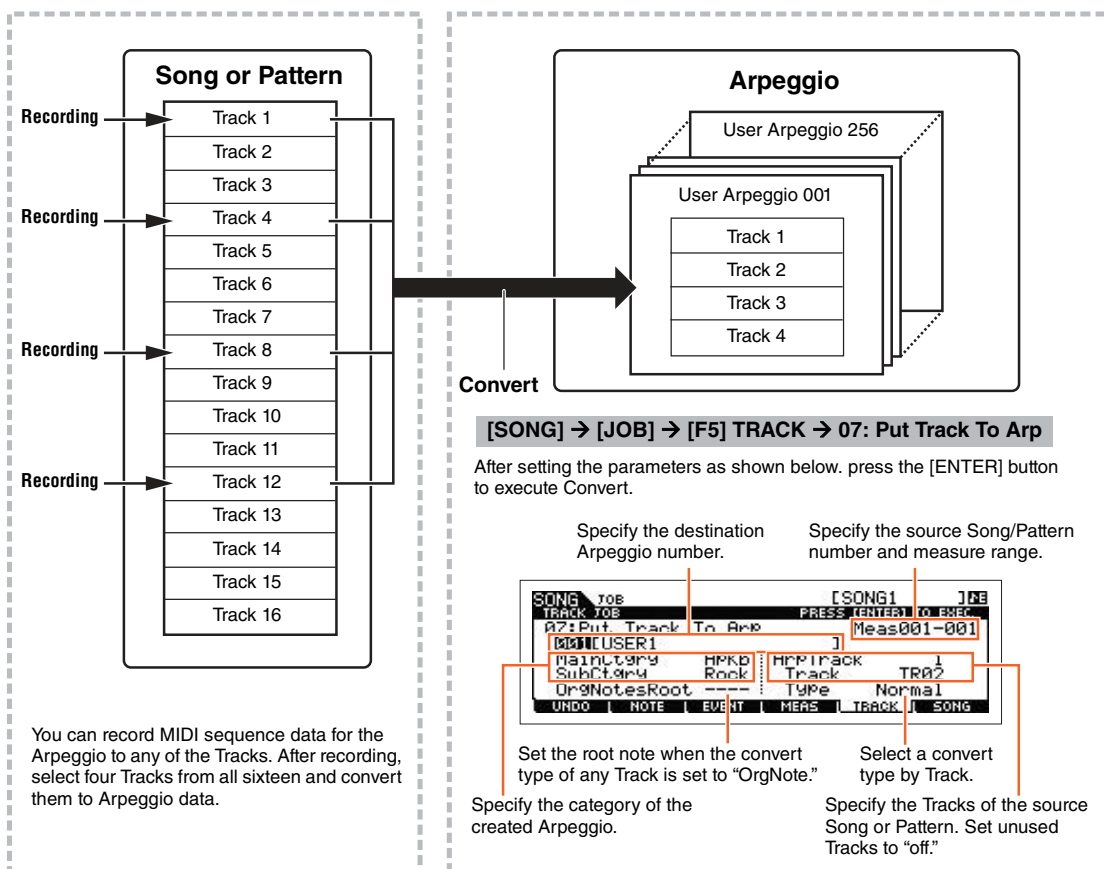 Song or Pattern
Recording
Track 1
Track 2
Track 3
Recording
Track 4
Track 5
Track 6
Track 7
Recording
Track 8
Track 9
Track 10
Track 11
Recording
Track 12
Track 13
Track 14
Track 15
Track 16
You can record MIDI sequence data for the
Arpeggio to any of the Tracks. After recording,
select four Tracks from all sixteen and convert
them to Arpeggio data.
Convert
Arpeggio
User Arpeggio 256
User Arpeggio 001
Track 1
Track 2
Track 3
Track 4
[SONG] → [JOB] → [F5] TRACK → 07: Put Track To Arp
After setting the parameters as shown below. press the [ENTER] button
to execute Convert.
Specify the destination
Arpeggio number.
Specify the source Song/Pattern
number and measure range.
SONG JOB [SONG1 ]
TRACK JOB PRESS [ENTER] TO EXEC
07:Put Track To Arp Meas001-001
001[USER1 ]
MainCtgry ApKb ArpTrack 1
SubCtgry Rock Track TR02
OrgNotesRoot ---- Type Normal
UNDO NOTE EVENT MEAS TRACK SONG
Set the root note when the convert
type of any Track is set to “OrgNote.”
Select a convert
type by Track.
Specify the category of the
created Arpeggio.
Specify the Tracks of the source
Song or Pattern. Set unused
Tracks to “off.”